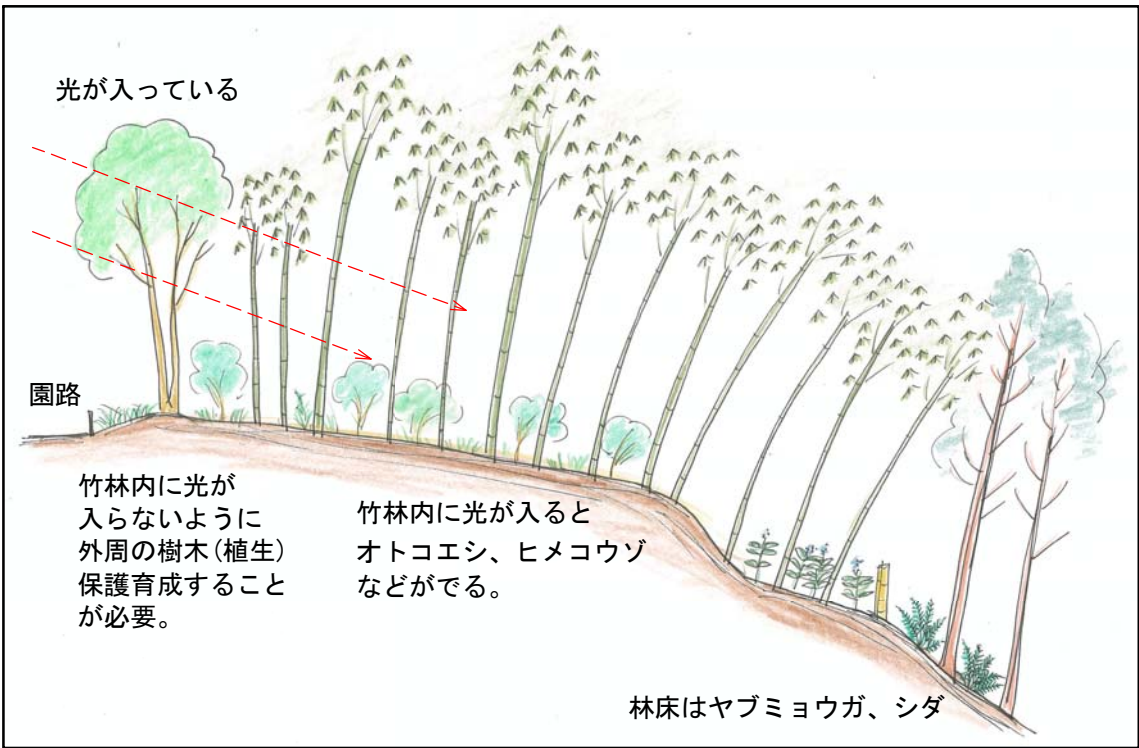 光が入っている
園路
竹林内に光が
入らないように
外周の樹木(植生)
保護育成すること
が必要。
竹林内に光が入ると
オトコエシ、ヒメコウゾ
などがでる。
林床はヤブミョウガ、シダ